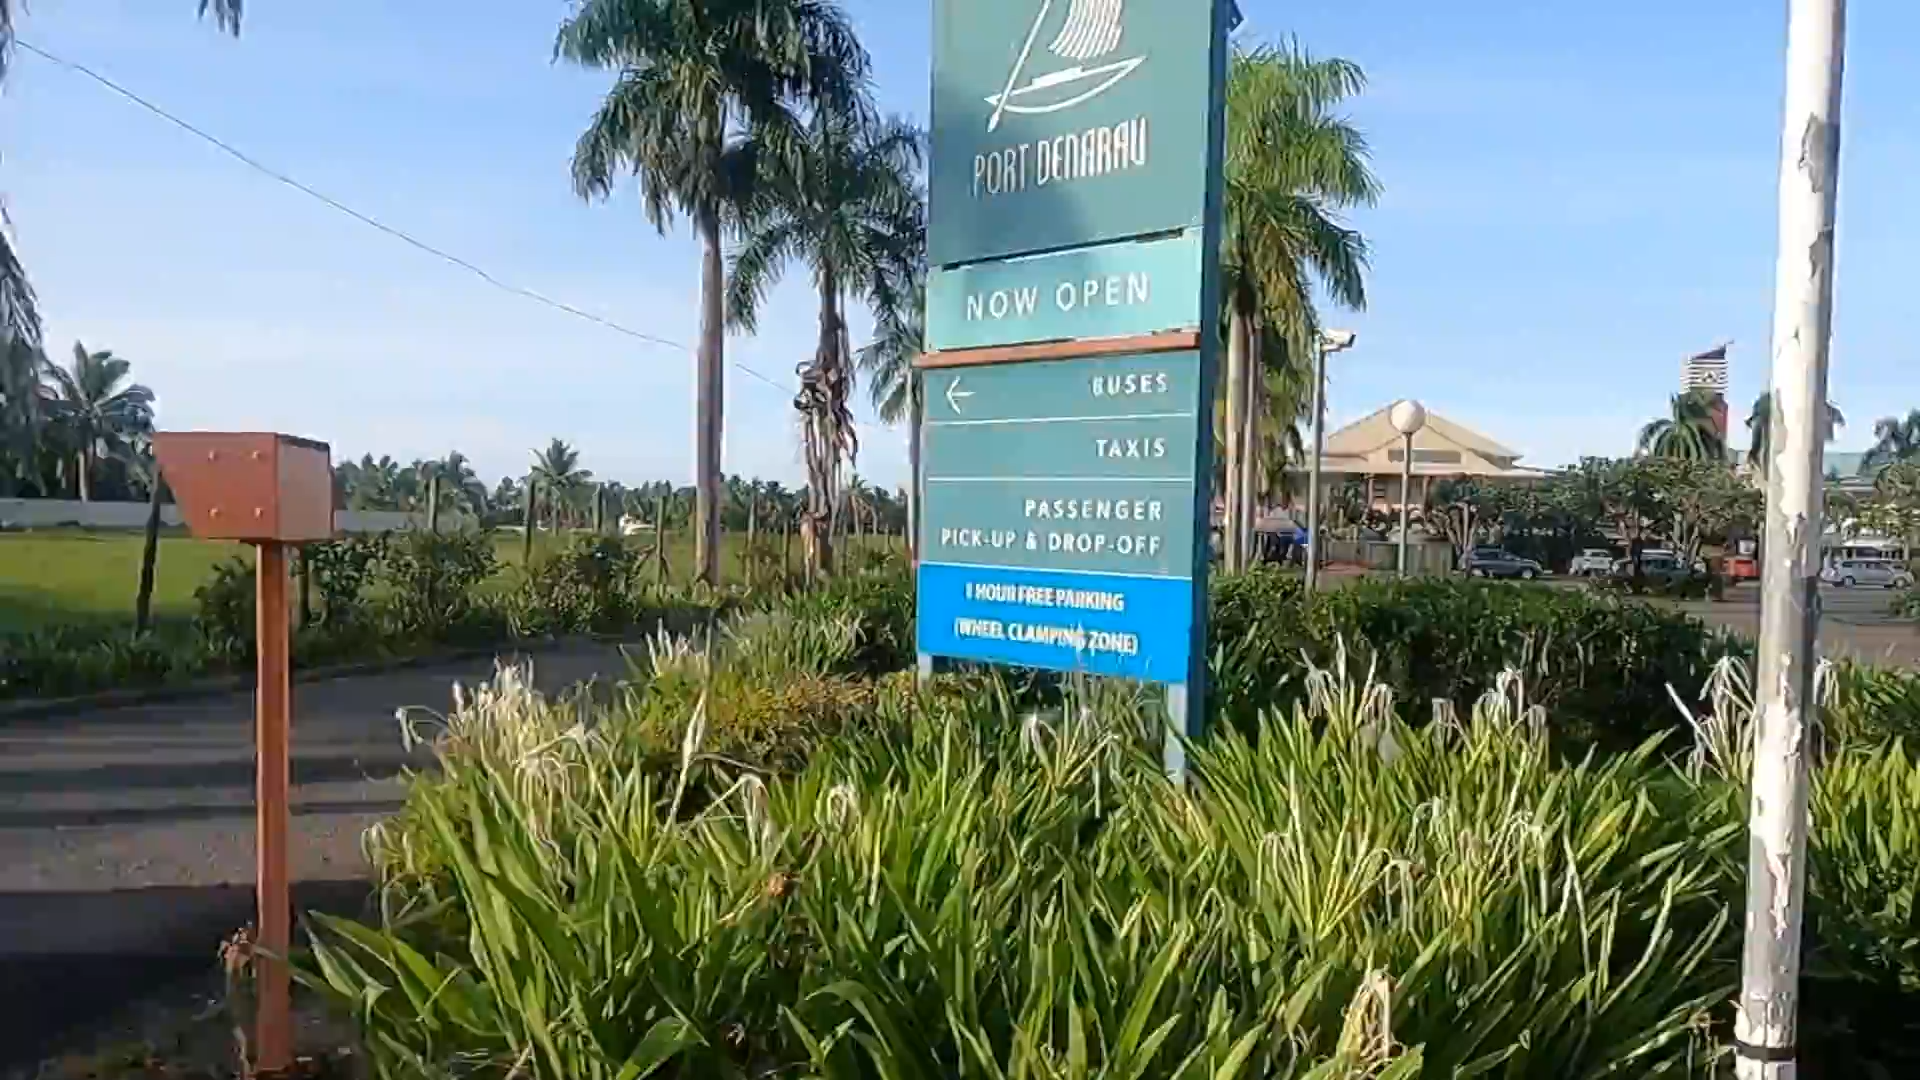 PORT DENARAU
NOW OPEN
BUSES
TAXIS
PASSENGER
PICK-UP & DROP-OFF
1 HOUR FREE PARKING
(WHEEL CLAMPING ZONE)